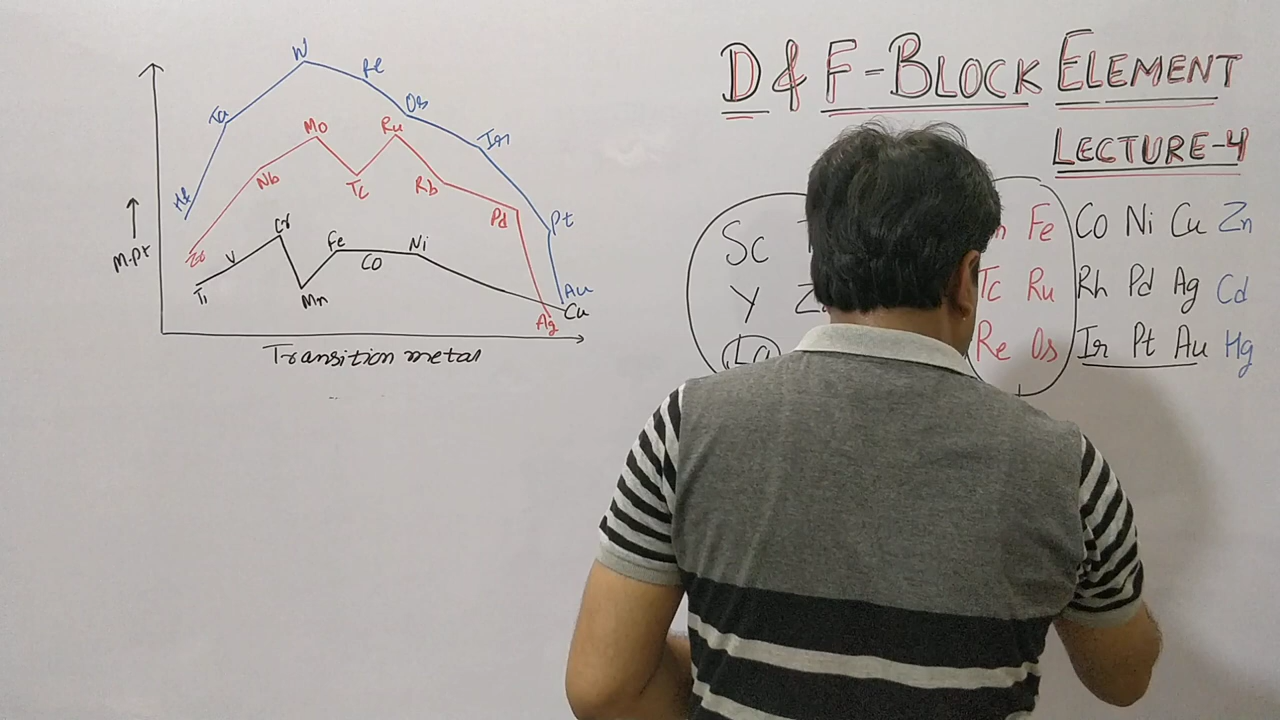 D & F-BLOCK ELEMENT
LECTURE-4
W
Re
Ta
Os
Ir
Hf
Pt
Au
Mo
Ru
Nb
Tc
Rb
Pd
Zr
Ag
Cr
V
Fe
Ni
CO
Ti
Mn
Cu
M.pt
Transition metal
Sc Fe Co Ni Cu Zn
Y Tc Ru Rh Pd Ag Cd
La Re Os Ir Pt Au Hg